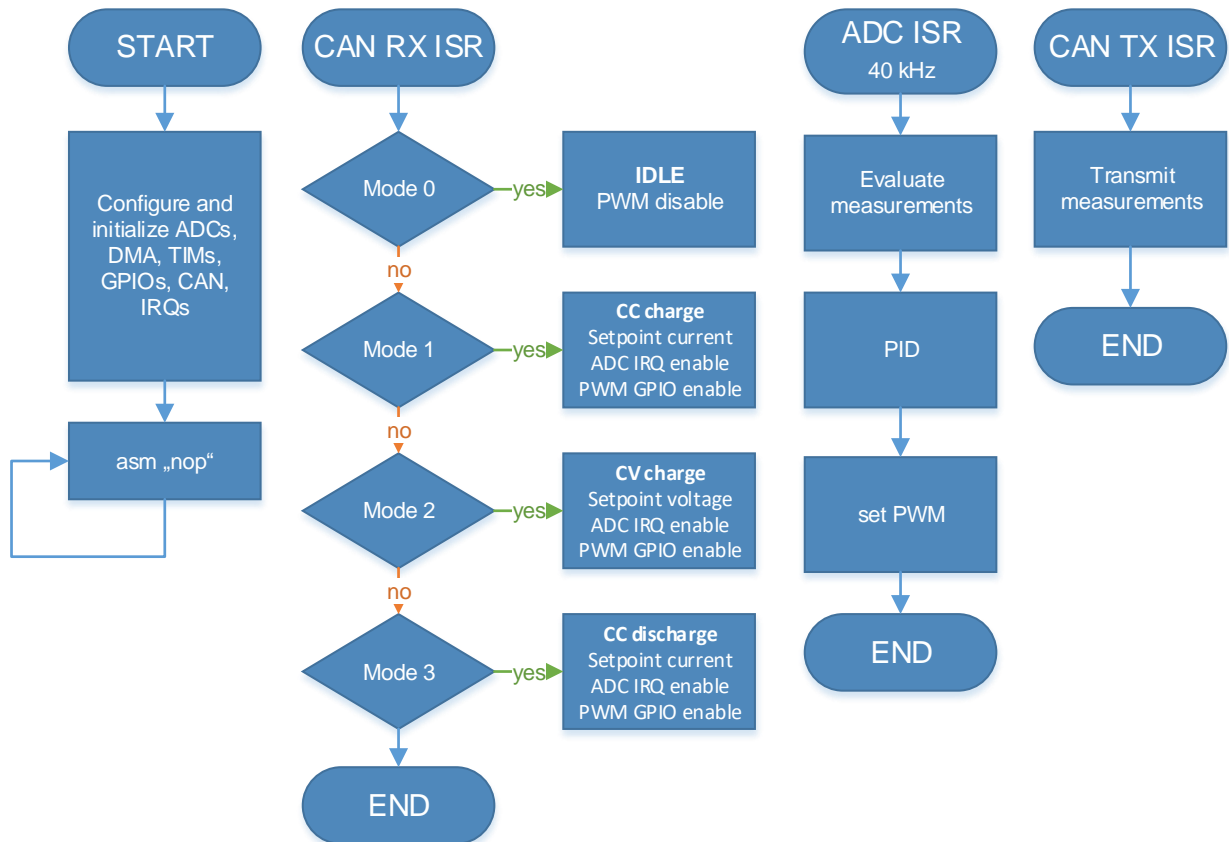 START
Configure and
initialize ADCs,
DMA, TIMs,
GPIOs, CAN,
IRQs
asm „nop“
CAN RX ISR
Mode 0
yes
IDLE
PWM disable
no
Mode 1
yes
CC charge
Setpoint current
ADC IRQ enable
PWM GPIO enable
no
Mode 2
yes
CV charge
Setpoint voltage
ADC IRQ enable
PWM GPIO enable
no
Mode 3
yes
CC discharge
Setpoint current
ADC IRQ enable
PWM GPIO enable
END
ADC ISR
40 kHz
Evaluate
measurements
PID
set PWM
END
CAN TX ISR
Transmit
measurements
END